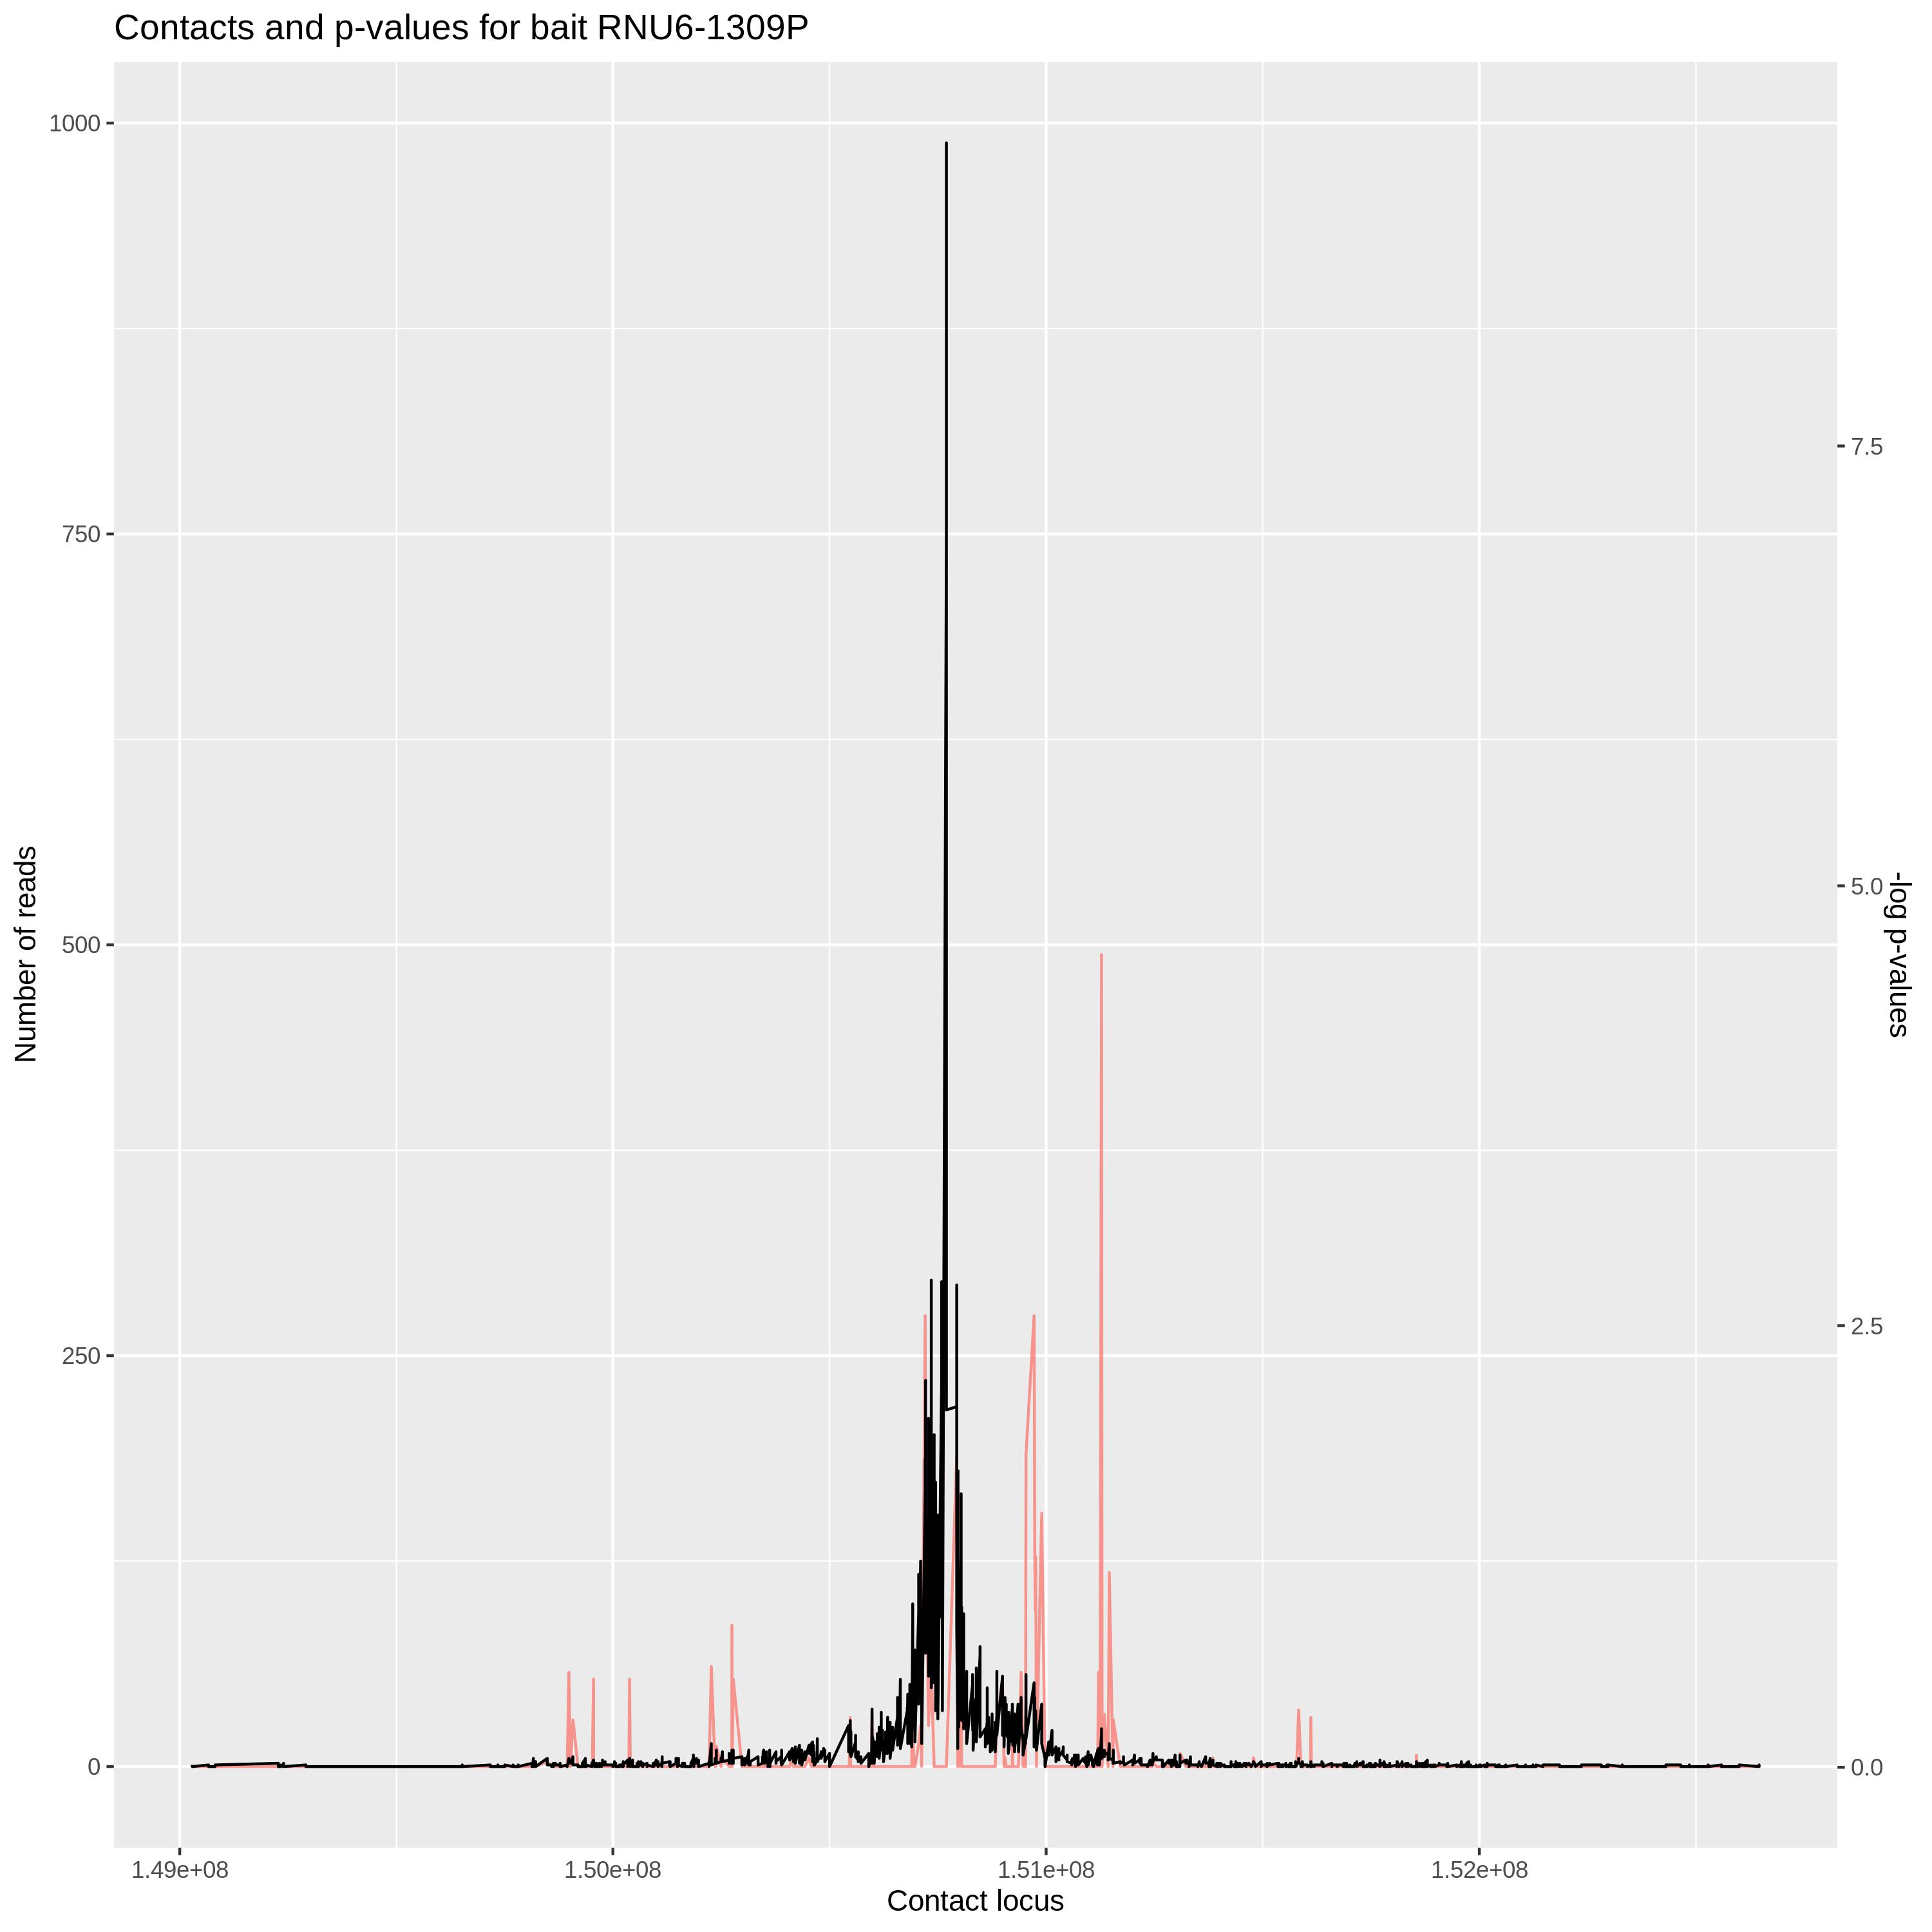 Contacts and p-values for bait RNU6-1309P
1000
750
500
250
0
Number of reads
7.5
5.0
2.5
0.0
-log p-values
1.49e+08
1.50e+08
1.51e+08
1.52e+08
Contact locus